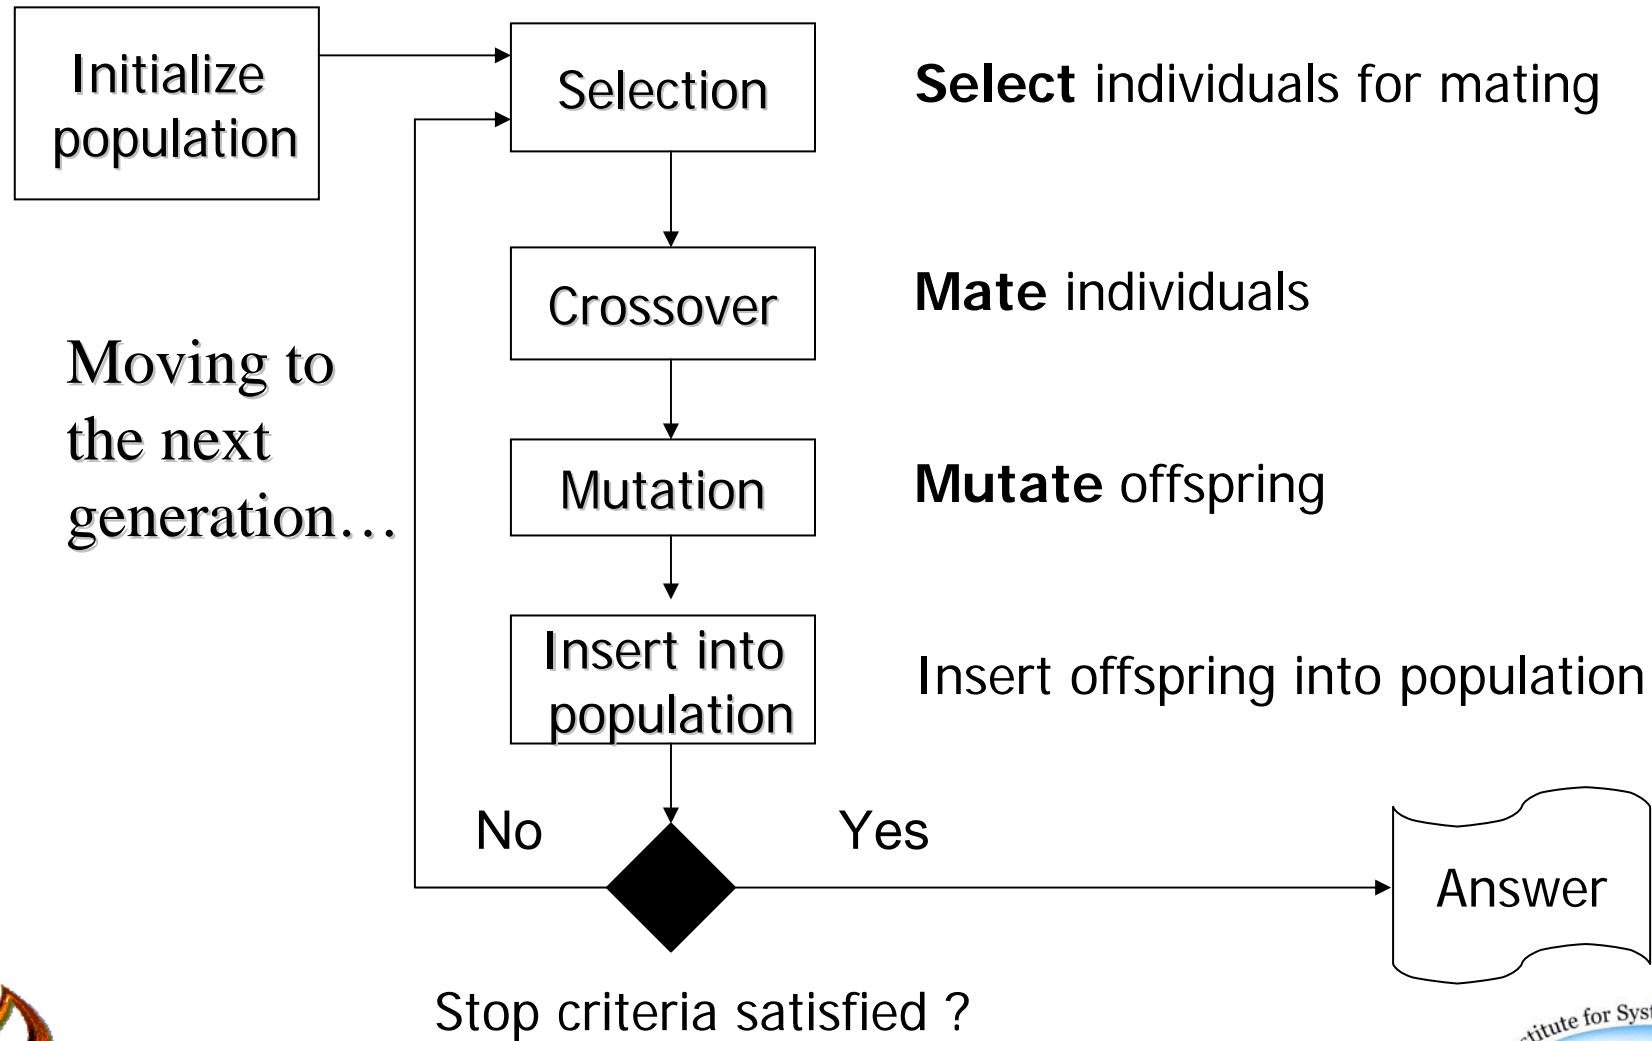 Initialize
population
Selection
Select individuals for mating
Crossover
Mate individuals
Moving to
the next
generation…
Mutation
Mutate offspring
Insert into
population
Insert offspring into population
No
Yes
Answer
Stop criteria satisfied ?
for